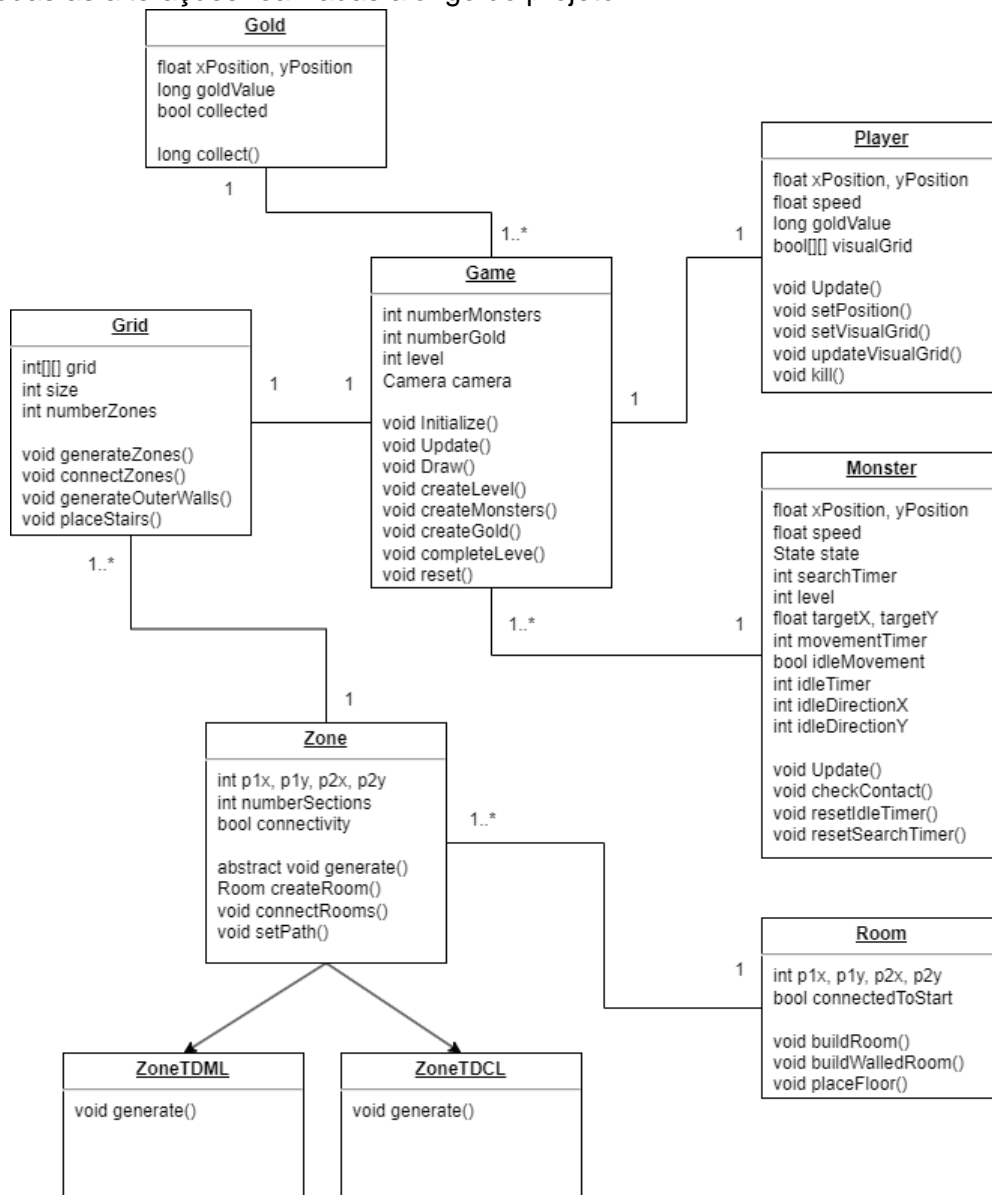 Gold
float xPosition, yPosition
long goldValue
bool collected
long collect()
1
1..*
Player
float xPosition, yPosition
float speed
long goldValue
bool[][] visualGrid
void Update()
void setPosition()
void setVisualGrid()
void updateVisualGrid()
void kill()
1
1
Game
int numberMonsters
int numberGold
int level
Camera camera
void Initialize()
void Update()
void Draw()
void createLevel()
void createMonsters()
void createGold()
void completeLeve()
void reset()
Grid
int[][] grid
int size
int numberZones
void generateZones()
void connectZones()
void generateOuterWalls()
void placeStairs()
1
1
1..*
1
Monster
float xPosition, yPosition
float speed
State state
int searchTimer
int level
float targetX, targetY
int movementTimer
bool idleMovement
int idleTimer
int idleDirectionX
int idleDirectionY
void Update()
void checkContact()
void resetIdleTimer()
void resetSearchTimer()
1..*
1
Zone
int p1x, p1y, p2x, p2y
int numberSections
bool connectivity
abstract void generate()
Room createRoom()
void connectRooms()
void setPath()
1..*
1
Room
int p1x, p1y, p2x, p2y
bool connectedToStart
void buildRoom()
void buildWalledRoom()
void placeFloor()
ZoneTDML
void generate()
ZoneTDCL
void generate()